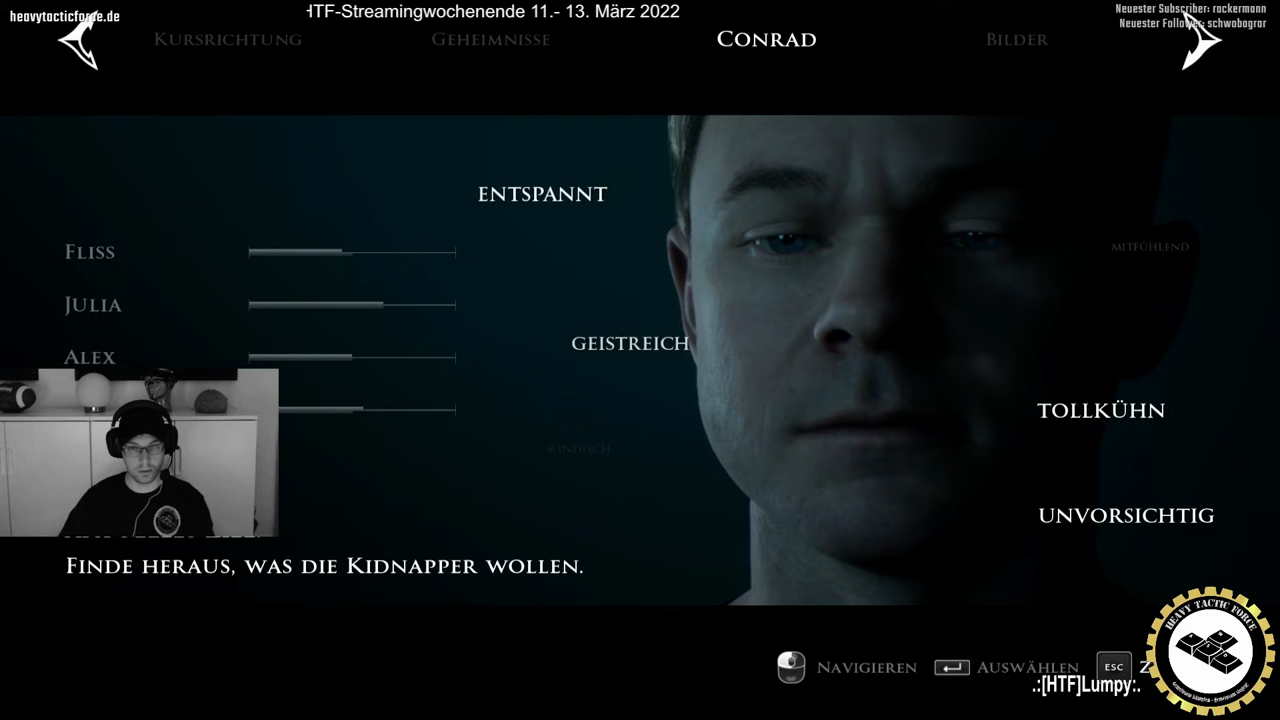 heavytacticforce.de
HTF-Streamingwochenende 11.- 13. März 2022
Neuester Subscriber: rackermann
Neuester Follower: schwobagrar
Kursrichtung
Geheimnisse
Conrad
Bilder
entspannt
Fliss
mitfühlend
Julia
geistreich
Alex
tollkühn
kindisch
unvorsichtig
Finde heraus, was die Kidnapper wollen.
Navigieren
Auswählen
ESC
Z
.:[HTF]Lumpy:.
HEAVY TACTIC FORCE